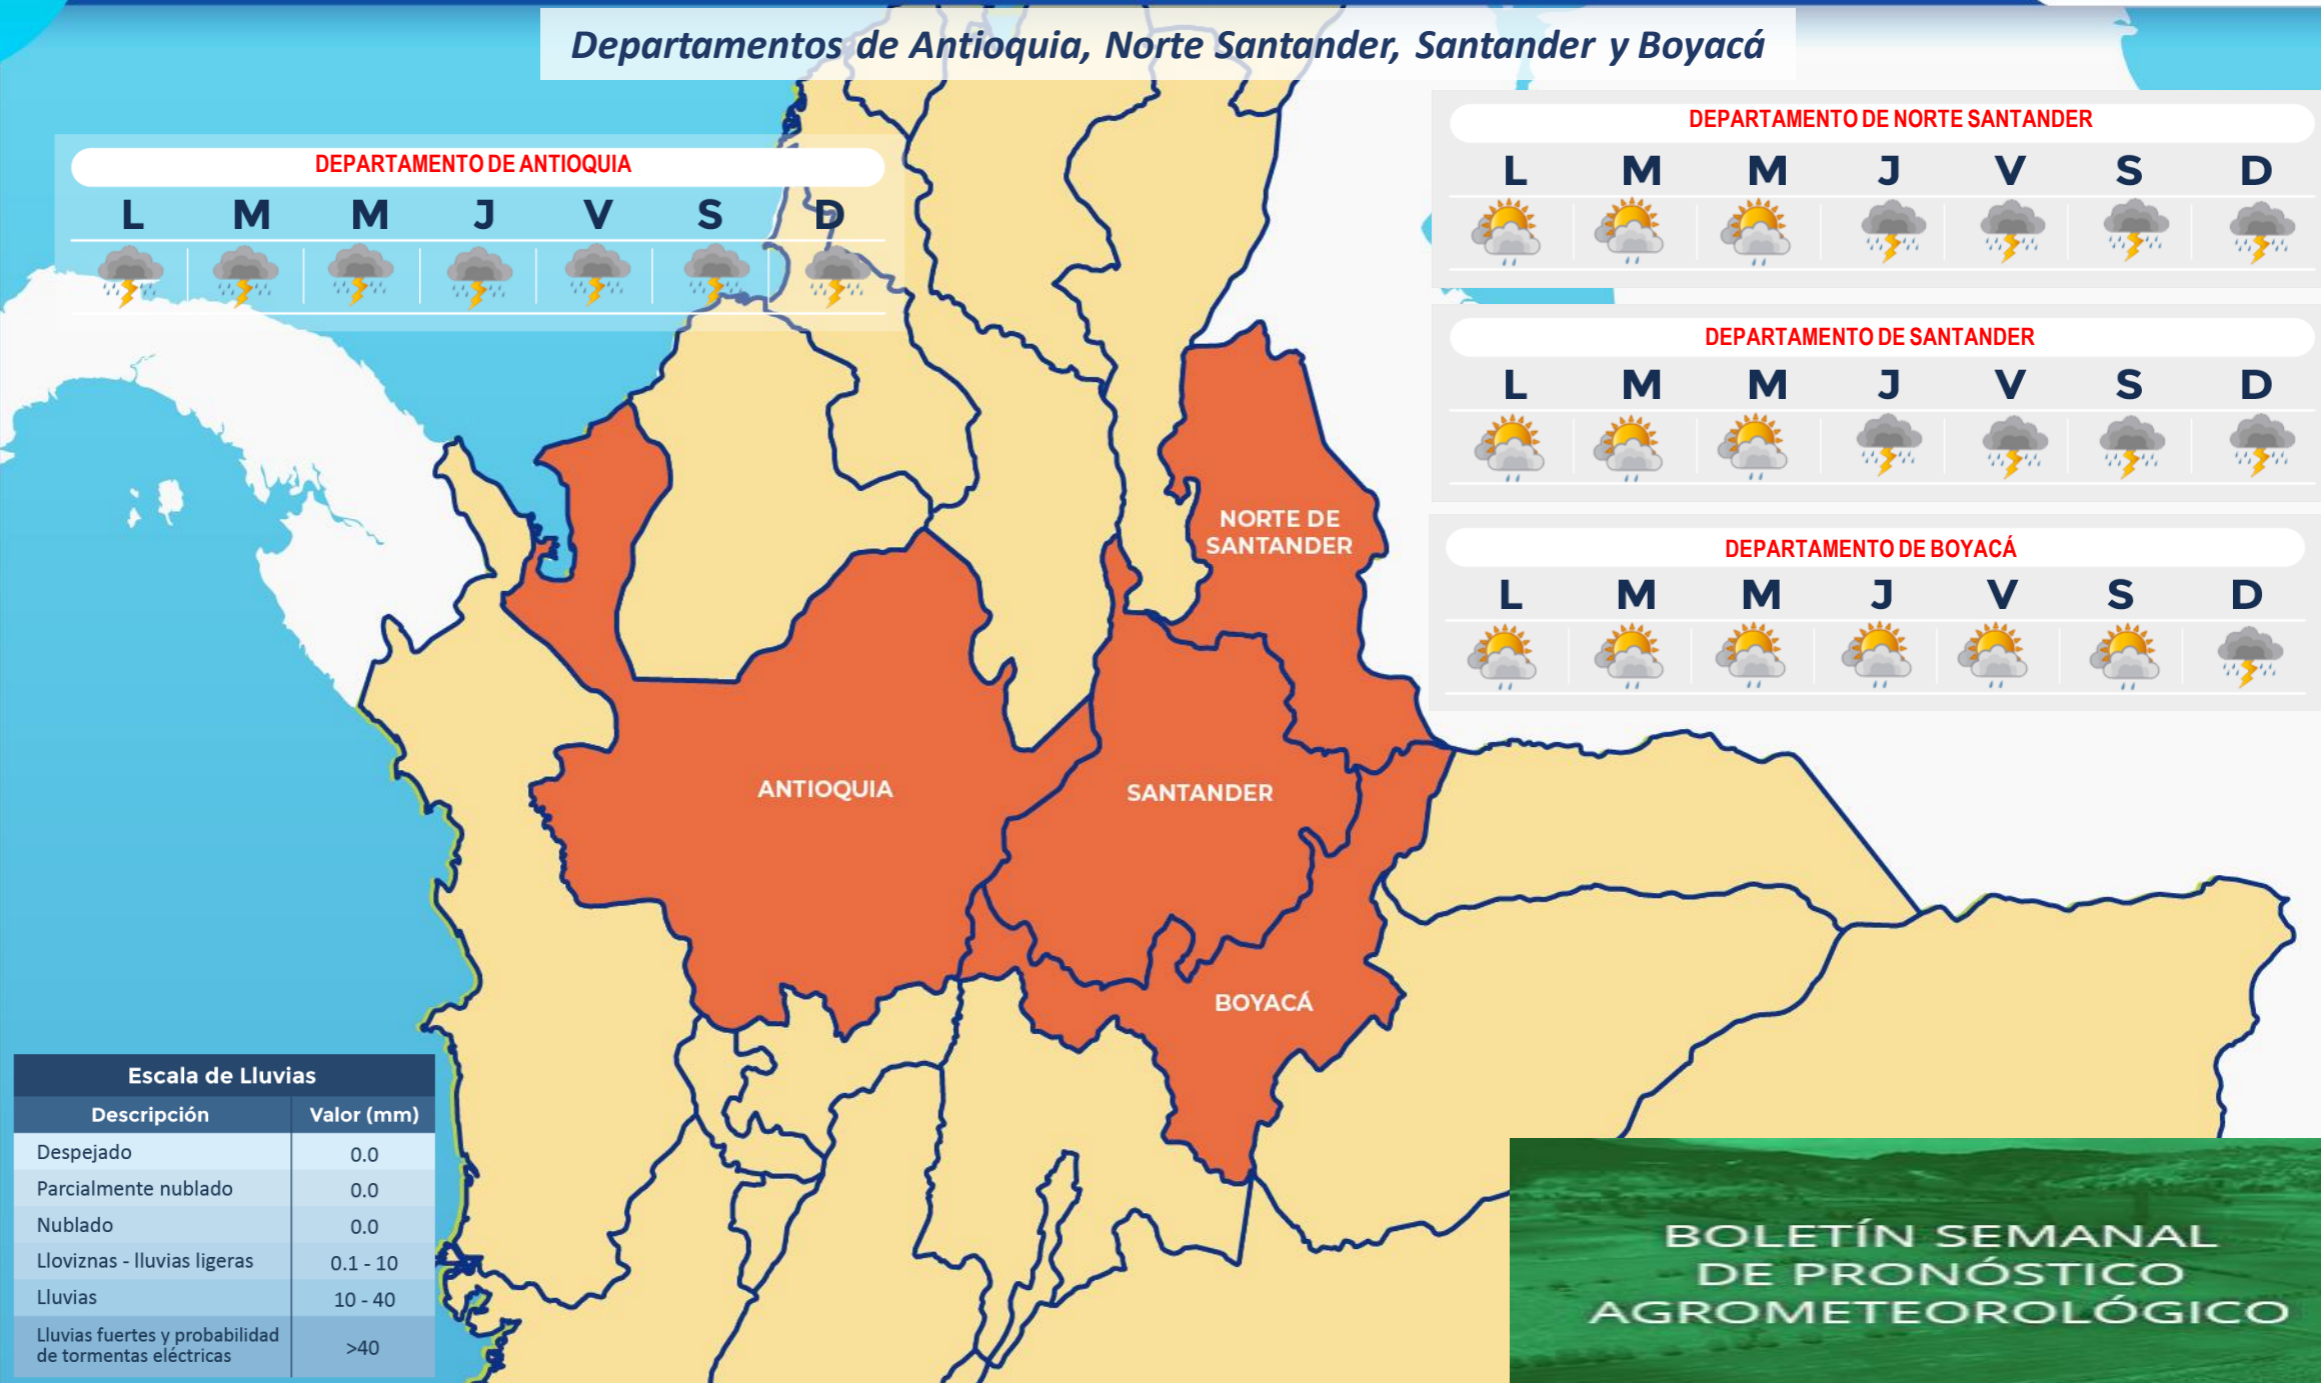 Departamentos de Antioquia, Norte Santander, Santander y Boyacá
DEPARTAMENTO DE ANTIOQUIA
L M M J V S D
DEPARTAMENTO DE NORTE SANTANDER
L M M J V S D
DEPARTAMENTO DE SANTANDER
L M M J V S D
DEPARTAMENTO DE BOYACÁ
L M M J V S D
NORTE DE
SANTANDER
ANTIOQUIA
SANTANDER
BOYACÁ
Escala de Lluvias
Descripción Valor (mm)
Despejado 0.0
Parcialmente nublado 0.0
Nublado 0.0
Lloviznas - lluvias ligeras 0.1 - 10
Lluvias 10 - 40
Lluvias fuertes y probabilidad
de tormentas eléctricas >40
BOLETÍN SEMANAL
DE PRONÓSTICO
AGROMETEOROLÓGICO